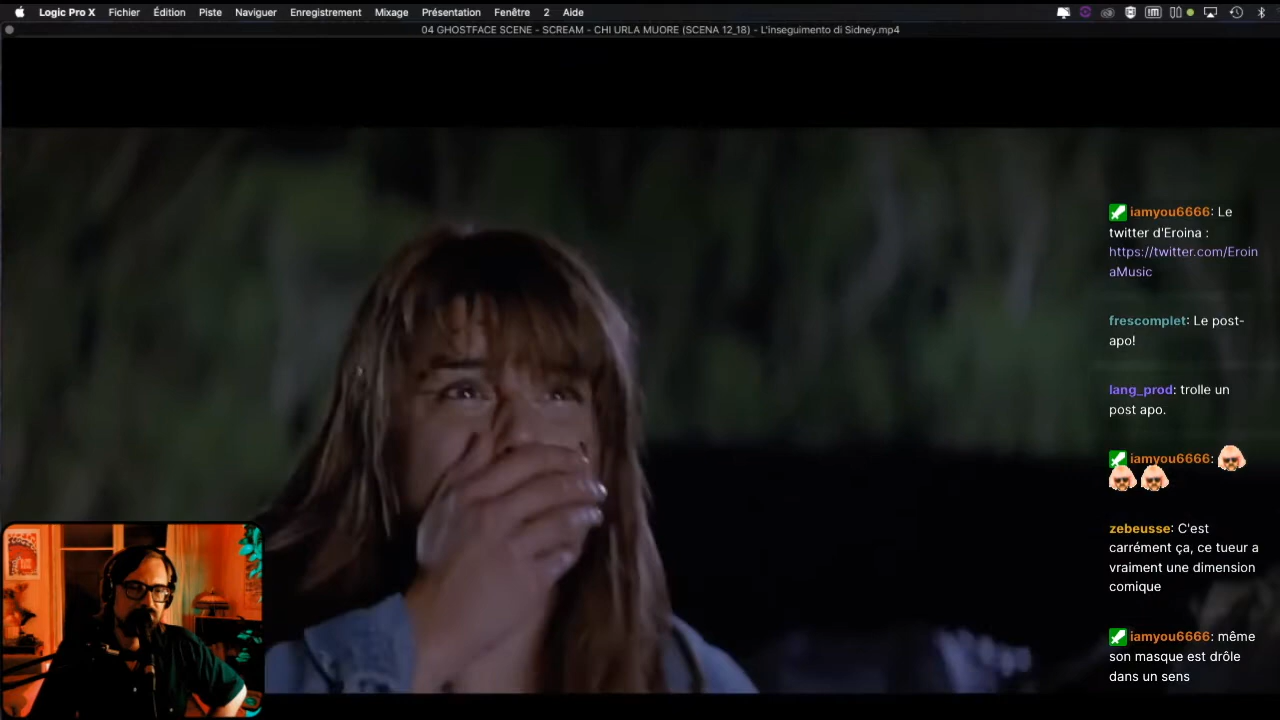 Logic Pro X Fichier Édition Piste Naviguer Enregistrement Mixage Présentation Fenêtre 2 Aide
04 GHOSTFACE SCENE - SCREAM - CHI URLA MUORE (SCENA 12_18) - L'inseguimento di Sidney.mp4
iamyou6666: Le
twitter d'Eroina :
https://twitter.com/Eroin
aMusic
frescomplet: Le post-
apo!
lang_prod: trolle un
post apo.
iamyou6666:
zebeusse: C'est
carrément ça, ce tueur a
vraiment une dimension
comique
iamyou6666: même
son masque est drôle
dans un sens